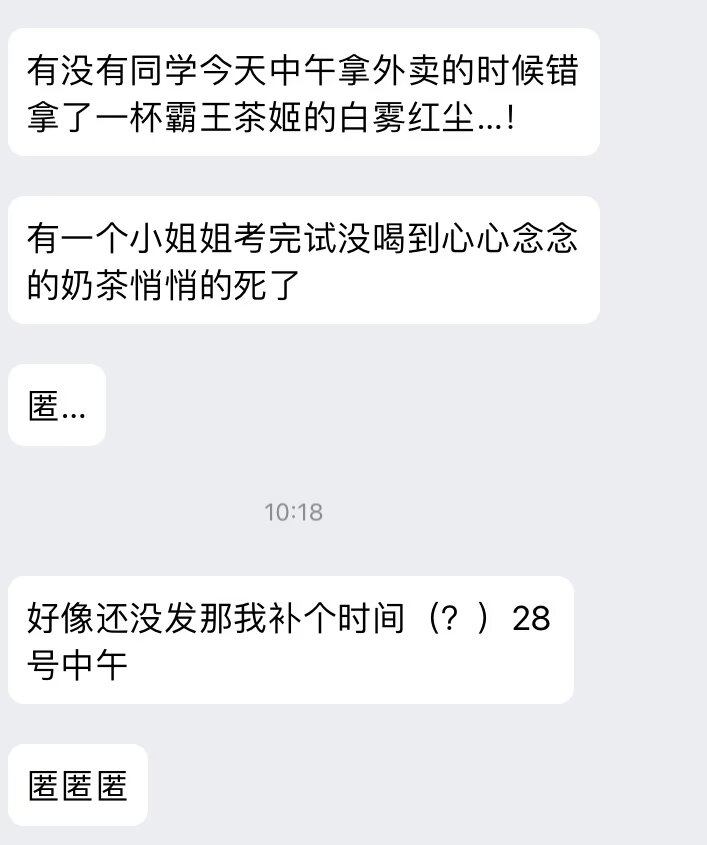 有没有同学今天中午拿外卖的时候错
拿了一杯霸王茶姬的白雾红尘...！
有一个小姐姐考完试没喝到心心念念
的奶茶悄悄的死了
匿...
10:18
好像还没发那我补个时间（？）28
号中午
匿匿匿